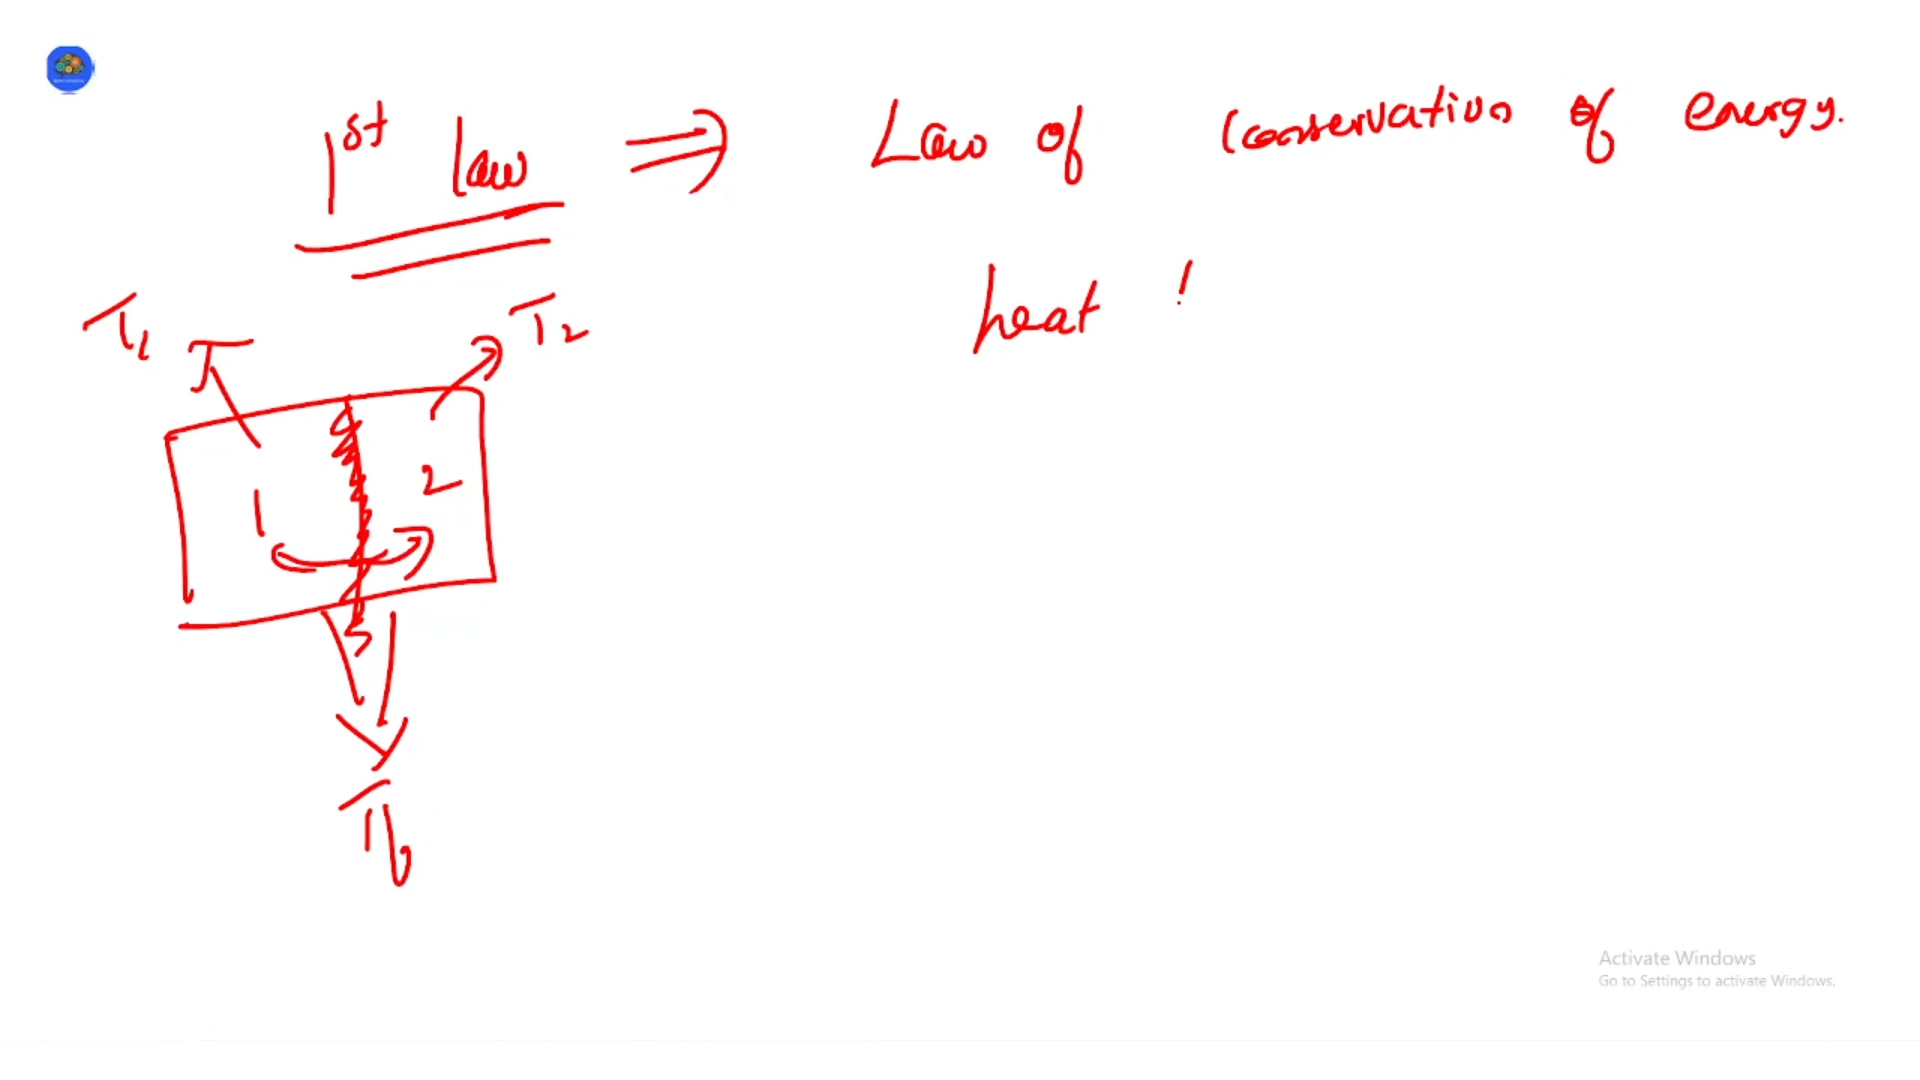 1st law ⇒ Law of conservation of energy.
heat
T1
T2
1
2
Activate Windows
Go to Settings to activate Windows.